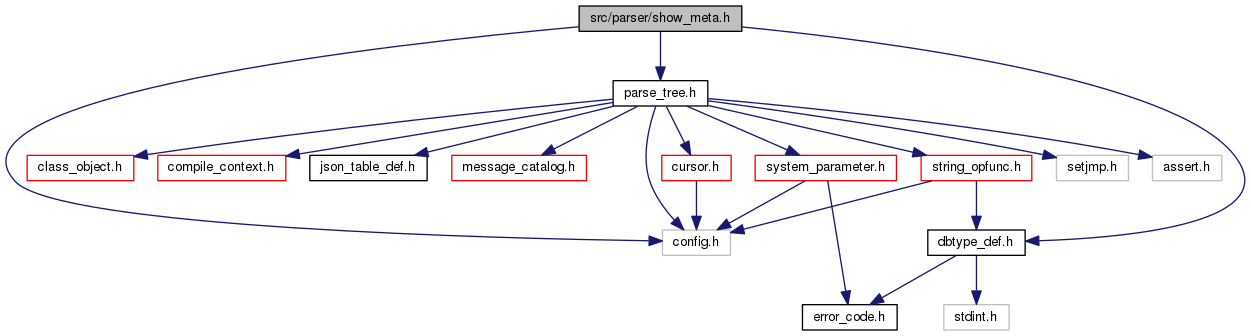 src/parser/show_meta.h
parse_tree.h
class_object.h
compile_context.h
json_table_def.h
message_catalog.h
cursor.h
system_parameter.h
string_opfunc.h
setjmp.h
assert.h
config.h
dbtype_def.h
error_code.h
stdint.h